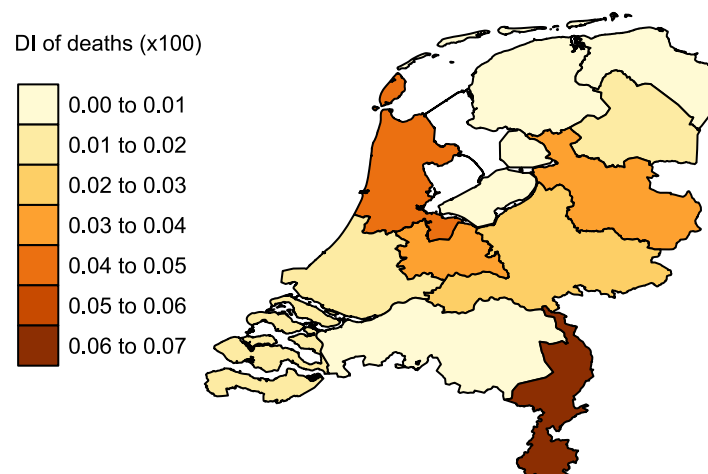 DI of deaths (x100)
0.00 to 0.01
0.01 to 0.02
0.02 to 0.03
0.03 to 0.04
0.04 to 0.05
0.05 to 0.06
0.06 to 0.07